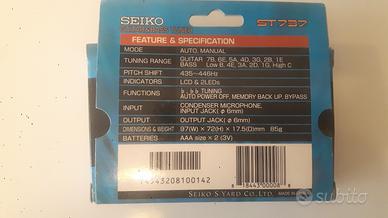 SEIKO ST737
FEATURE & SPECIFICATION
MODE AUTO, MANUAL
TUNING RANGE GUITAR 7B, 6E, 5A, 4D, 3G, 2B, 1E
BASS Low B, 4E, 3A, 2D, 1G, High C
PITCH SHIFT 435~446Hz
INDICATORS LCD & 2LEDs
FUNCTIONS ♭, ♭♭ TUNING
AUTO POWER OFF, MEMORY BACK UP, BYPASS
INPUT CONDENSER MICROPHONE,
INPUT JACK( φ 6mm)
OUTPUT OUTPUT JACK( φ 6mm)
DIMENSIONS & WEIGHT 97(W) × 72(H) × 17.5(D)mm 85g
BATTERIES AAA size × 2 (3V)
SEIKO S-YARD CO., LTD.
subito